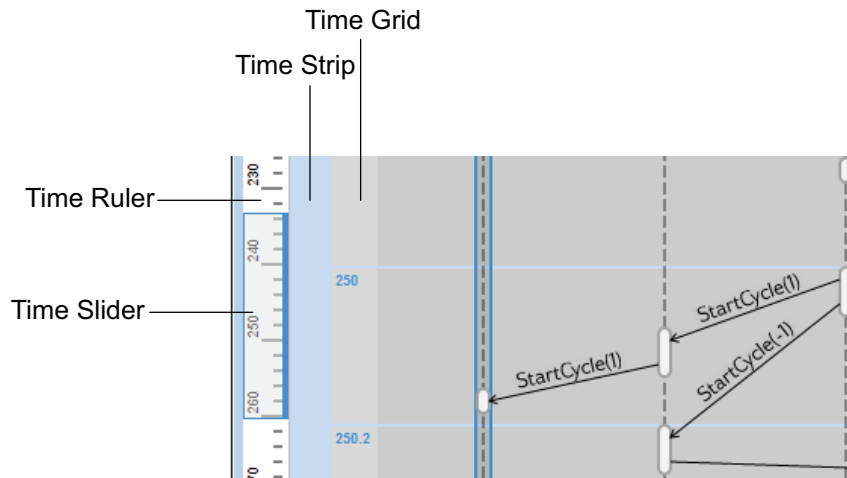 Time Grid
Time Strip
Time Ruler
Time Slider
230
240
250
260
250
StartCycle(1)
StartCycle(-1)
StartCycle(1)
250.2